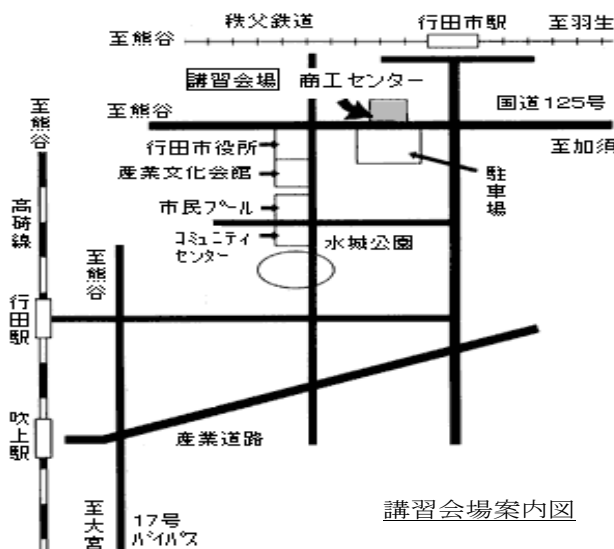 秩父鉄道
行田市駅
至羽生
至熊谷
講習会場
商工センター
国道125号
至熊谷
至熊谷
至加須
行田市役所
産業文化会館
駐車場
市民プール
高碕線
コミュニティ
センター
水城公園
至熊谷
行田駅
吹上駅
産業道路
至大宮
17号
バイパス
講習会場案内図